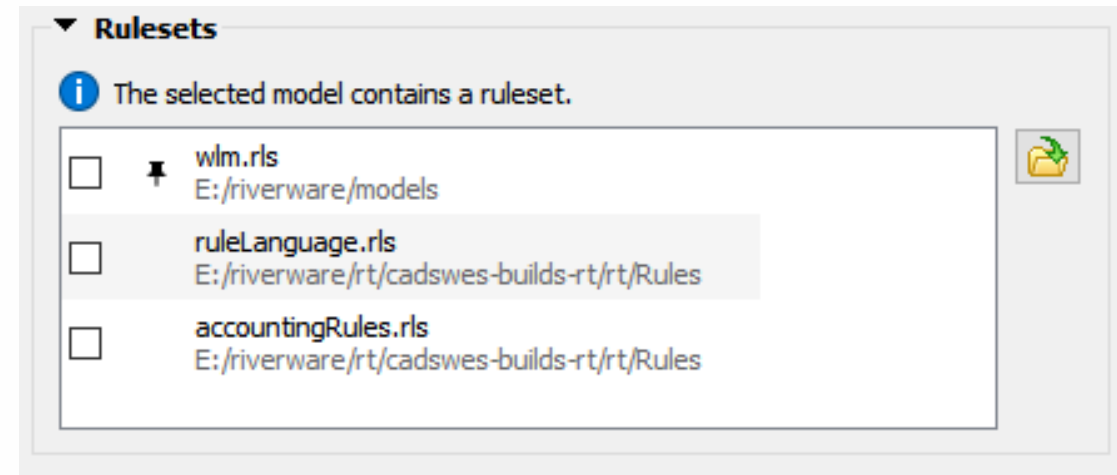 Rulesets
The selected model contains a ruleset.
wlm.rls
E:/riverware/models
ruleLanguage.rls
E:/riverware/rt/cadswes-builds-rt/rt/Rules
accountingRules.rls
E:/riverware/rt/cadswes-builds-rt/rt/Rules